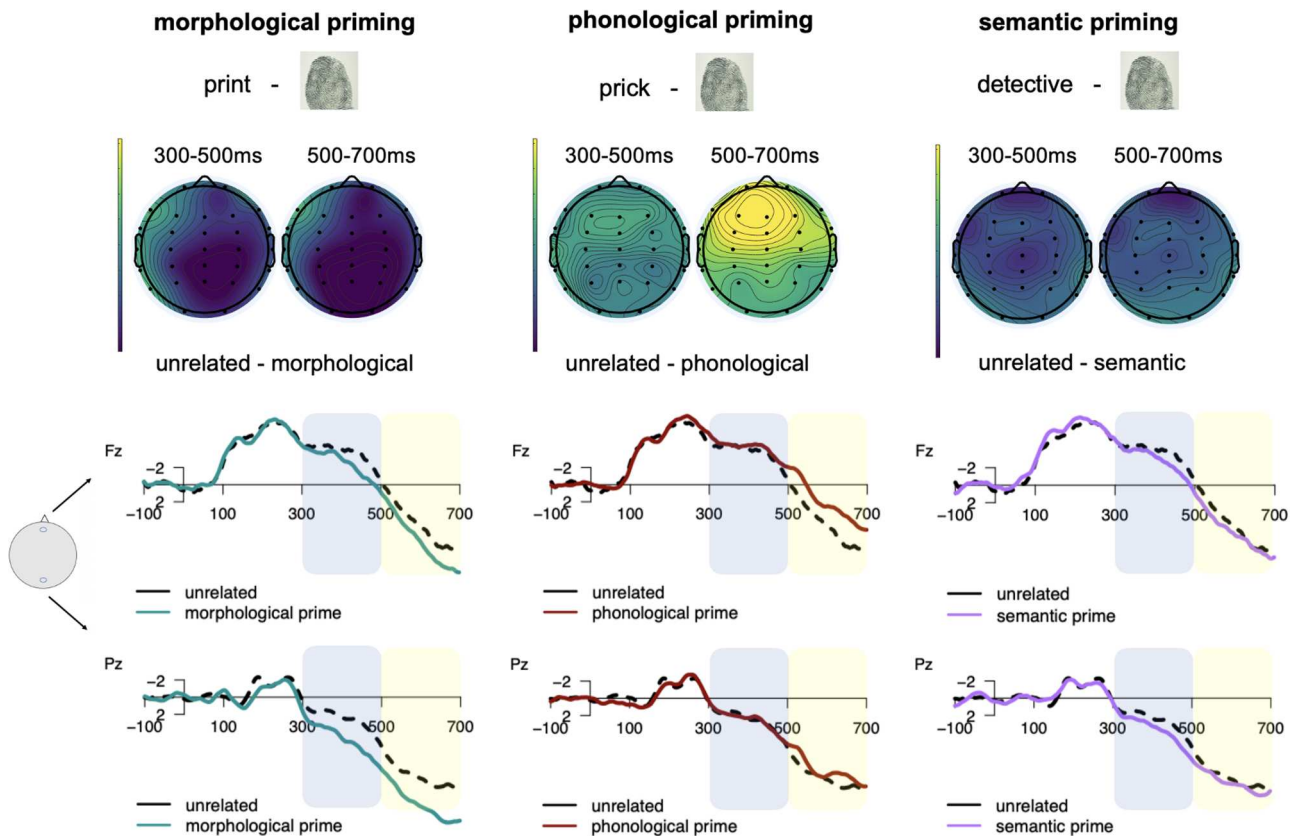 morphological priming
phonological priming
semantic priming
print -
prick -
detective -
300-500ms 500-700ms
300-500ms 500-700ms
300-500ms 500-700ms
unrelated - morphological
unrelated - phonological
unrelated - semantic
Fz
−2
2
−100 100 300 500 700
unrelated
morphological prime
Fz
−2
2
−100 100 300 500 700
unrelated
phonological prime
Fz
−2
2
−100 100 300 500 700
unrelated
semantic prime
Pz
−2
2
−100 100 300 500 700
unrelated
morphological prime
Pz
−2
2
−100 100 300 500 700
unrelated
phonological prime
Pz
−2
2
−100 100 300 500 700
unrelated
semantic prime